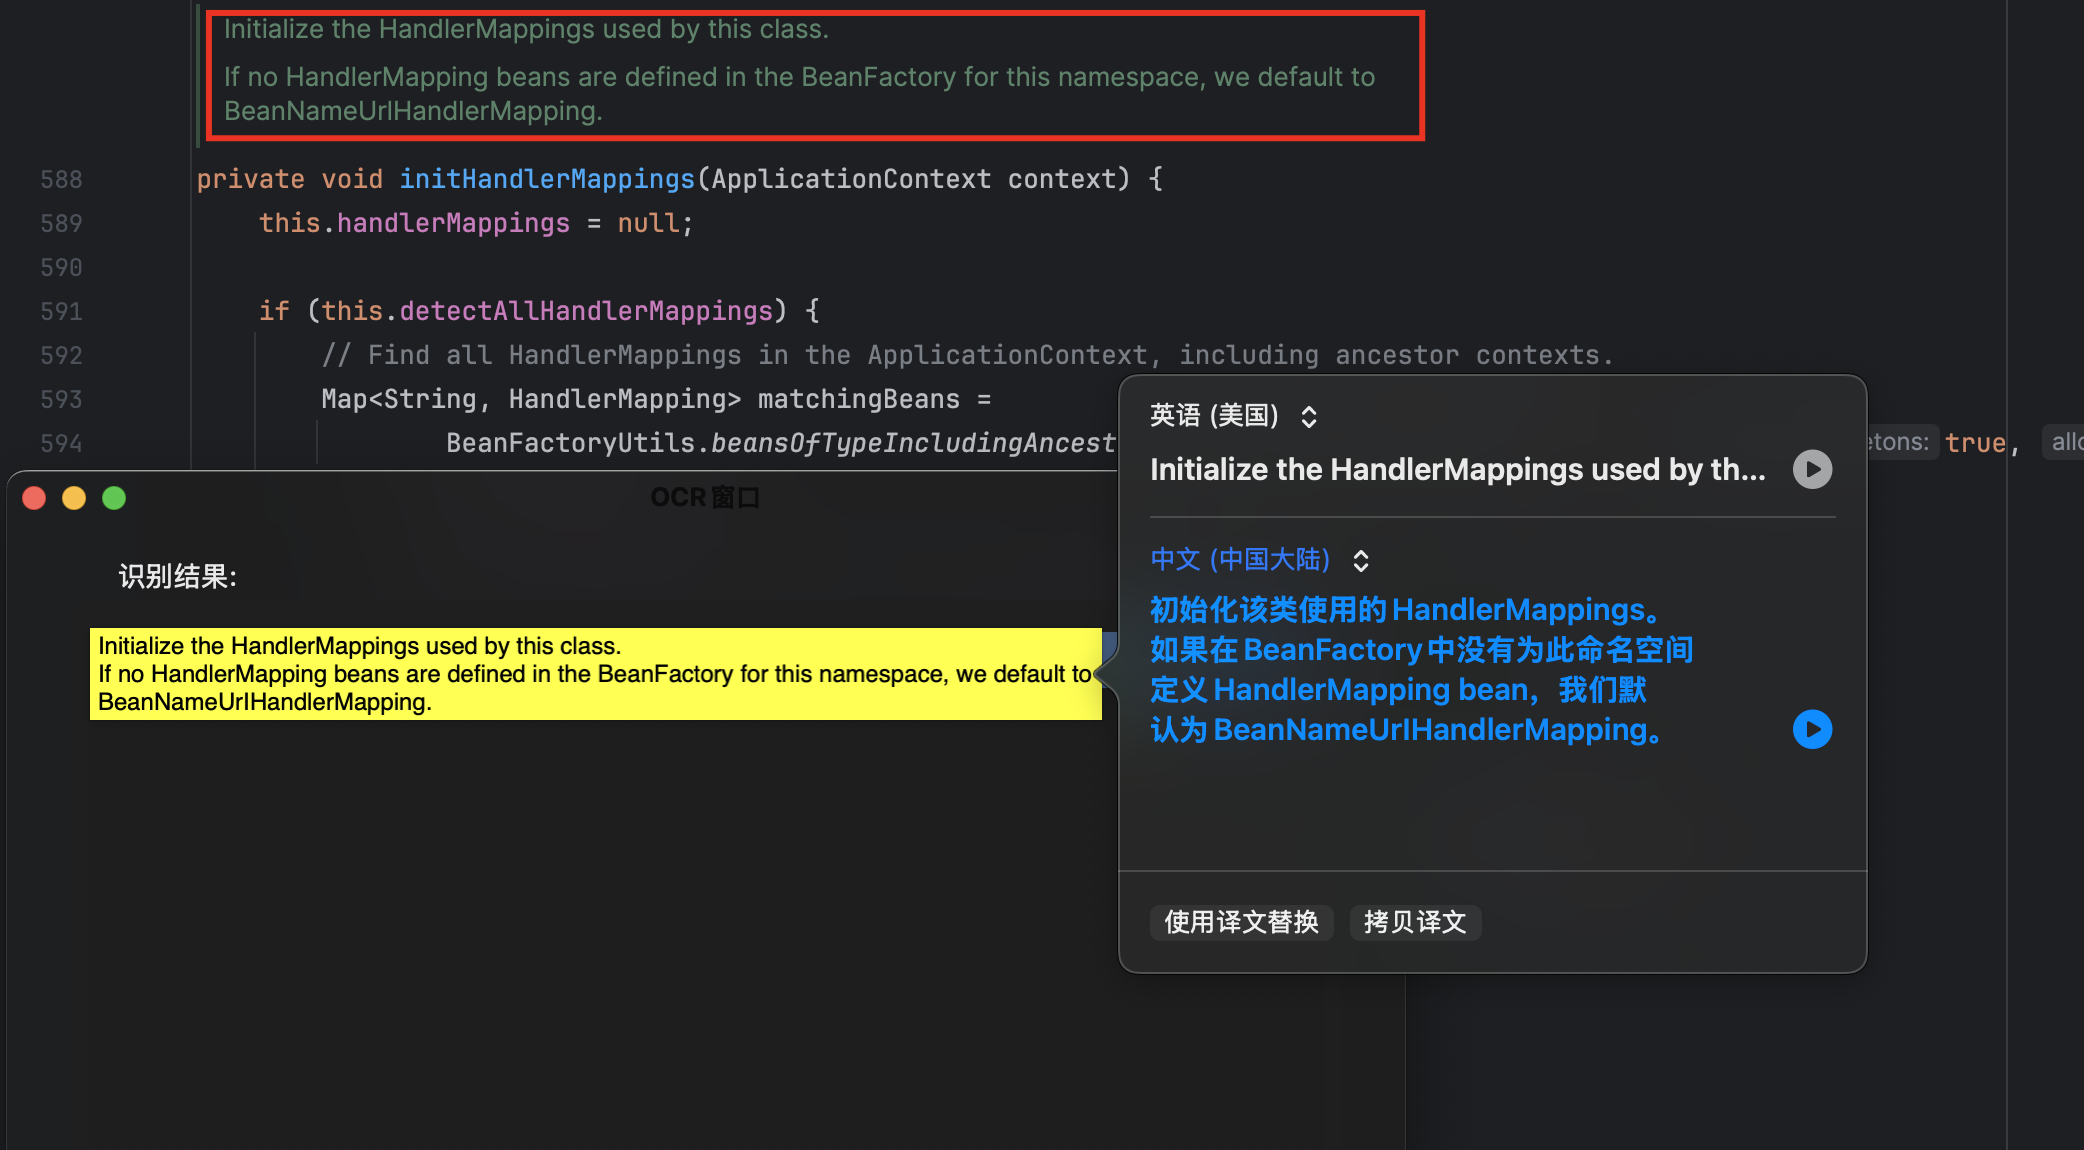 Initialize the HandlerMappings used by this class.
If no HandlerMapping beans are defined in the BeanFactory for this namespace, we default to
BeanNameUrlHandlerMapping.
588 private void initHandlerMappings(ApplicationContext context) {
589 this.handlerMappings = null;
590
591 if (this.detectAllHandlerMappings) {
592 // Find all HandlerMappings in the ApplicationContext, including ancestor contexts.
593 Map<String, HandlerMapping> matchingBeans =
594 BeanFactoryUtils.beansOfTypeIncludingAncest etons: true, allo
OCR 窗口
识别结果:
Initialize the HandlerMappings used by this class.
If no HandlerMapping beans are defined in the BeanFactory for this namespace, we default to
BeanNameUrlHandlerMapping.
英语 (美国)
Initialize the HandlerMappings used by th...
中文 (中国大陆)
初始化该类使用的 HandlerMappings。
如果在 BeanFactory 中没有为此命名空间
定义 HandlerMapping bean，我们默
认为 BeanNameUrlHandlerMapping。
使用译文替换 拷贝译文